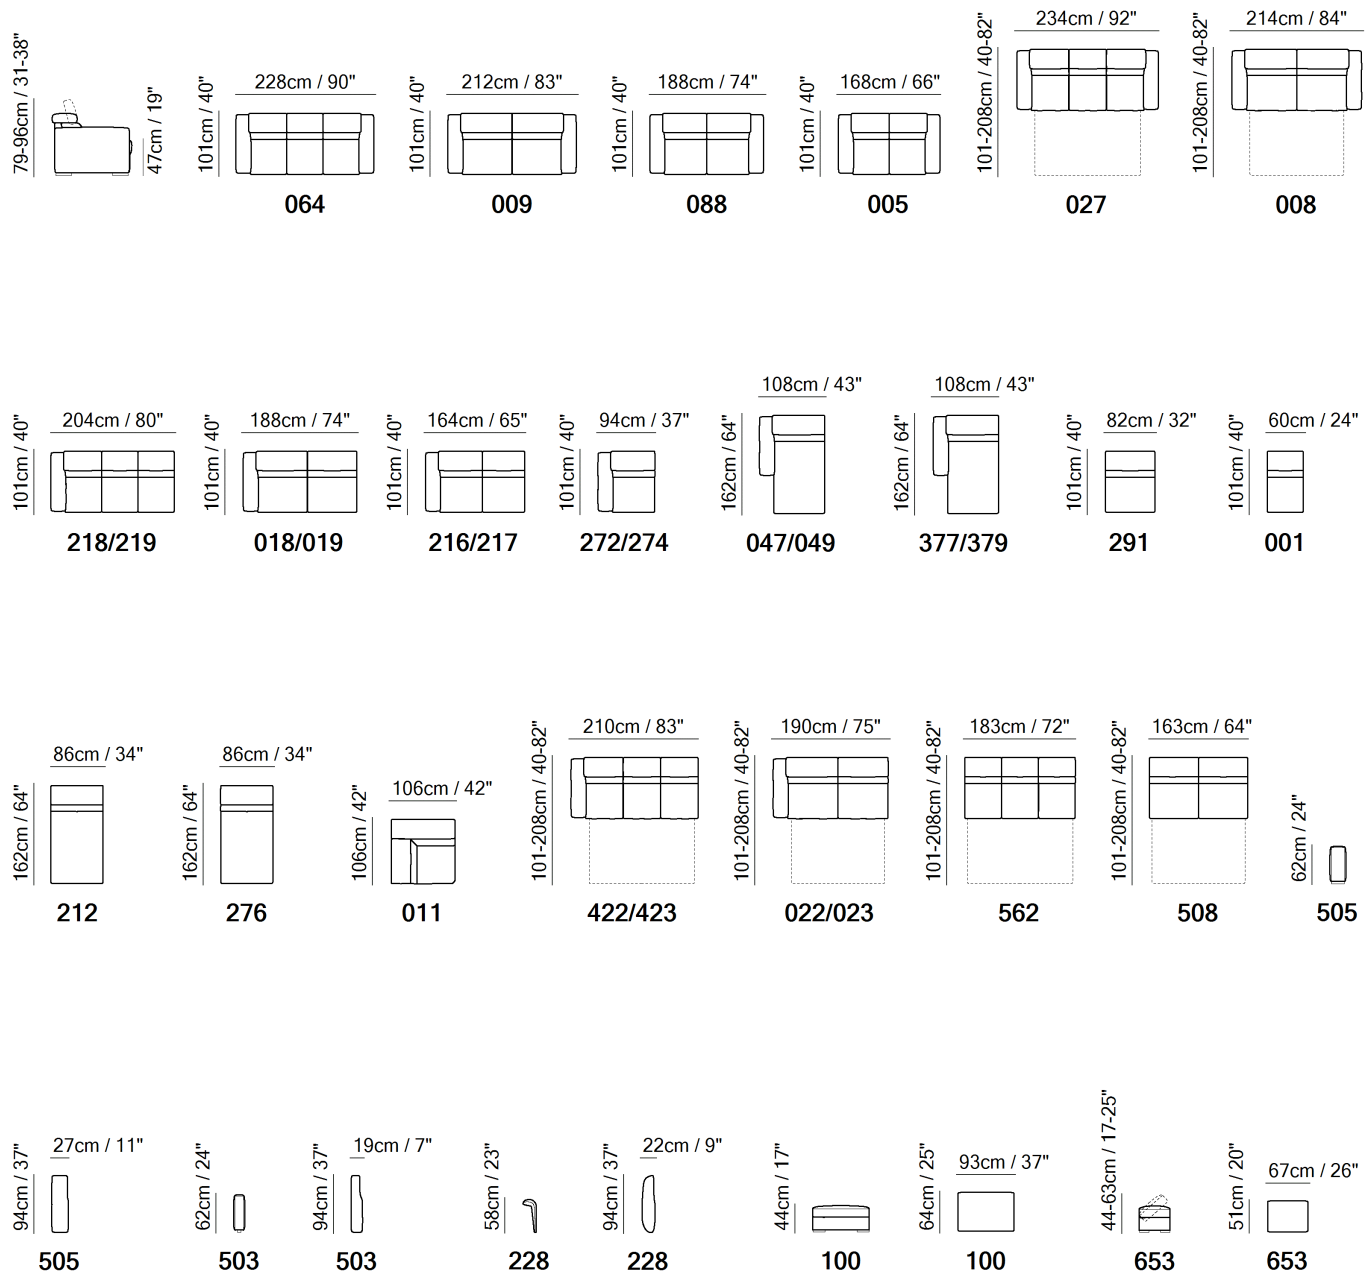 79-96cm / 31-38"
47cm / 19"
101cm / 40"
228cm / 90"
064
101cm / 40"
212cm / 83"
009
101cm / 40"
188cm / 74"
088
101cm / 40"
168cm / 66"
005
101-208cm / 40-82"
234cm / 92"
027
101-208cm / 40-82"
214cm / 84"
008
101cm / 40"
204cm / 80"
218/219
101cm / 40"
188cm / 74"
018/019
101cm / 40"
164cm / 65"
216/217
101cm / 40"
94cm / 37"
272/274
162cm / 64"
108cm / 43"
047/049
162cm / 64"
108cm / 43"
377/379
101cm / 40"
82cm / 32"
291
101cm / 40"
60cm / 24"
001
162cm / 64"
86cm / 34"
212
162cm / 64"
86cm / 34"
276
106cm / 42"
106cm / 42"
011
101-208cm / 40-82"
210cm / 83"
422/423
101-208cm / 40-82"
190cm / 75"
022/023
101-208cm / 40-82"
183cm / 72"
562
101-208cm / 40-82"
163cm / 64"
508
62cm / 24"
505
94cm / 37"
27cm / 11"
505
62cm / 24"
503
94cm / 37"
19cm / 7"
503
58cm / 23"
228
94cm / 37"
22cm / 9"
228
44cm / 17"
100
64cm / 25"
93cm / 37"
100
44-63cm / 17-25"
653
51cm / 20"
67cm / 26"
653